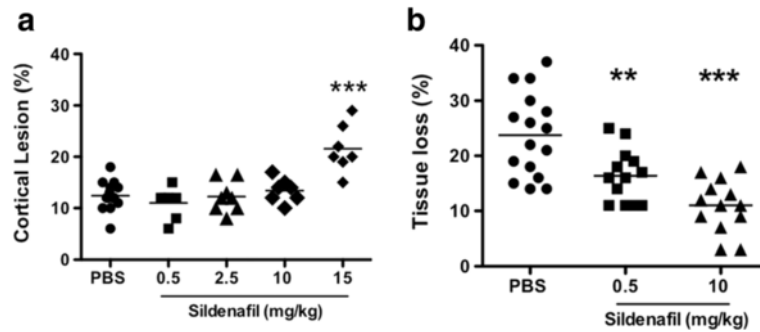 a
Cortical Lesion (%)
40
30
20
10
0
***
PBS 0.5 2.5 10 15
Sildenafil (mg/kg)
b
Tissue loss (%)
40
30
20
10
0
** ***
PBS 0.5 10
Sildenafil (mg/kg)